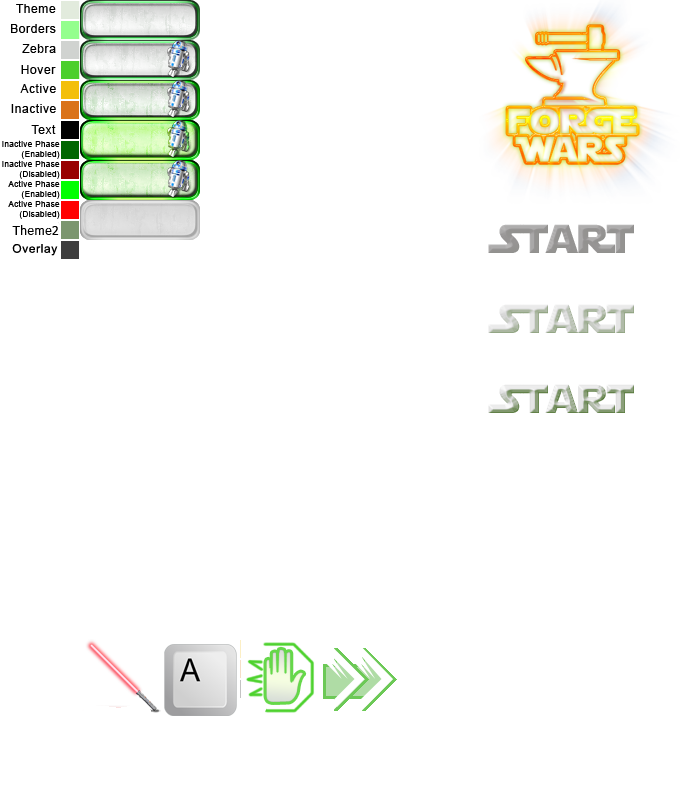 Theme
Borders
Zebra
Hover
Active
Inactive
Text
Inactive Phase
(Enabled)
Inactive Phase
(Disabled)
Active Phase
(Enabled)
Active Phase
(Disabled)
Theme2
Overlay
FORGE
WARS
START
START
START
A